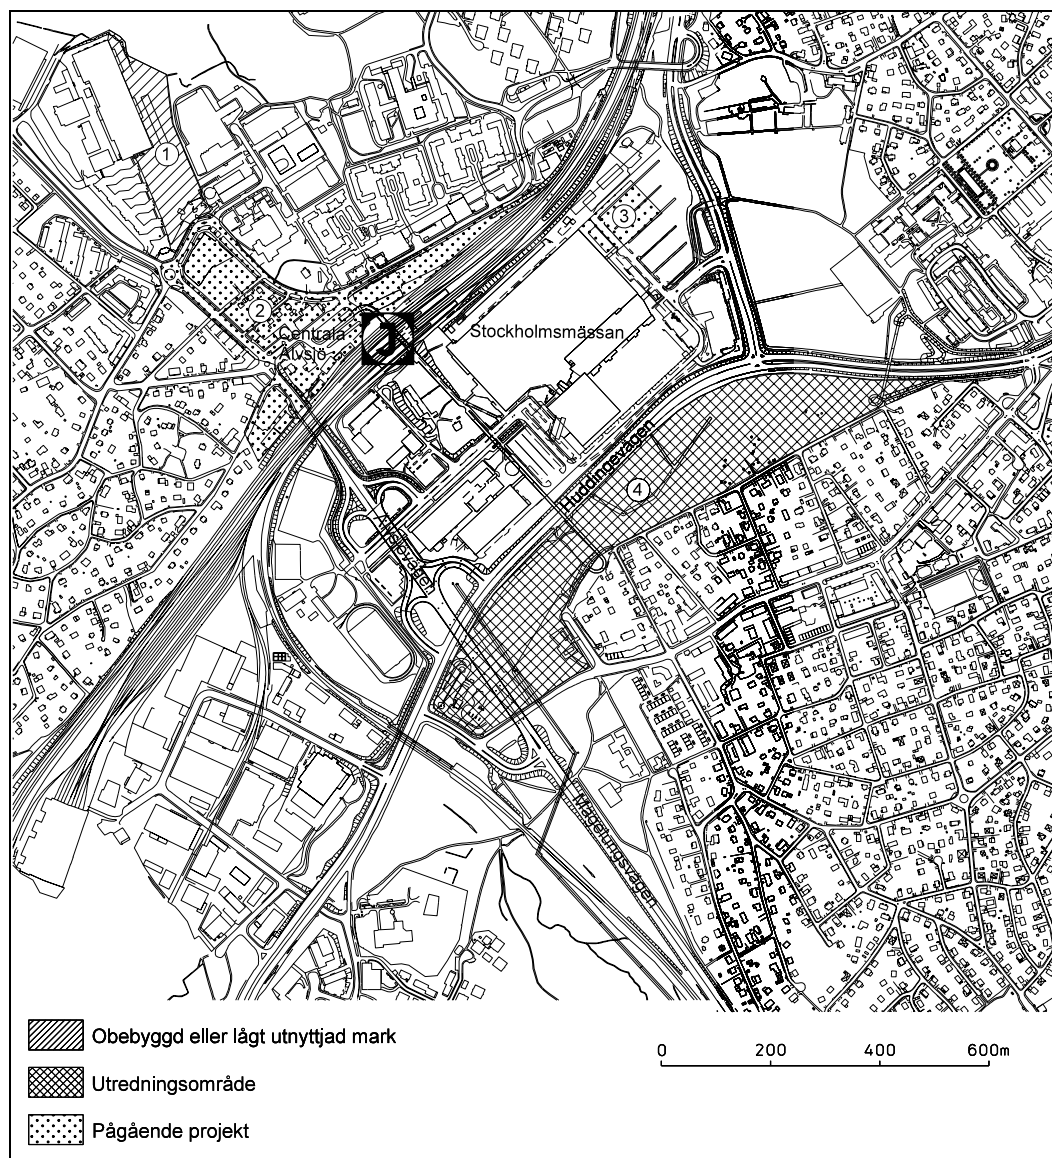 1
3
2
Centrala
Älvsjö
J
Stockholmsmässan
Huddingevägen
4
Älvsjövägen
Magelungsvägen
Obebyggd eller lågt utnyttjad mark
Utredningsområde
Pågående projekt
0 200 400 600m